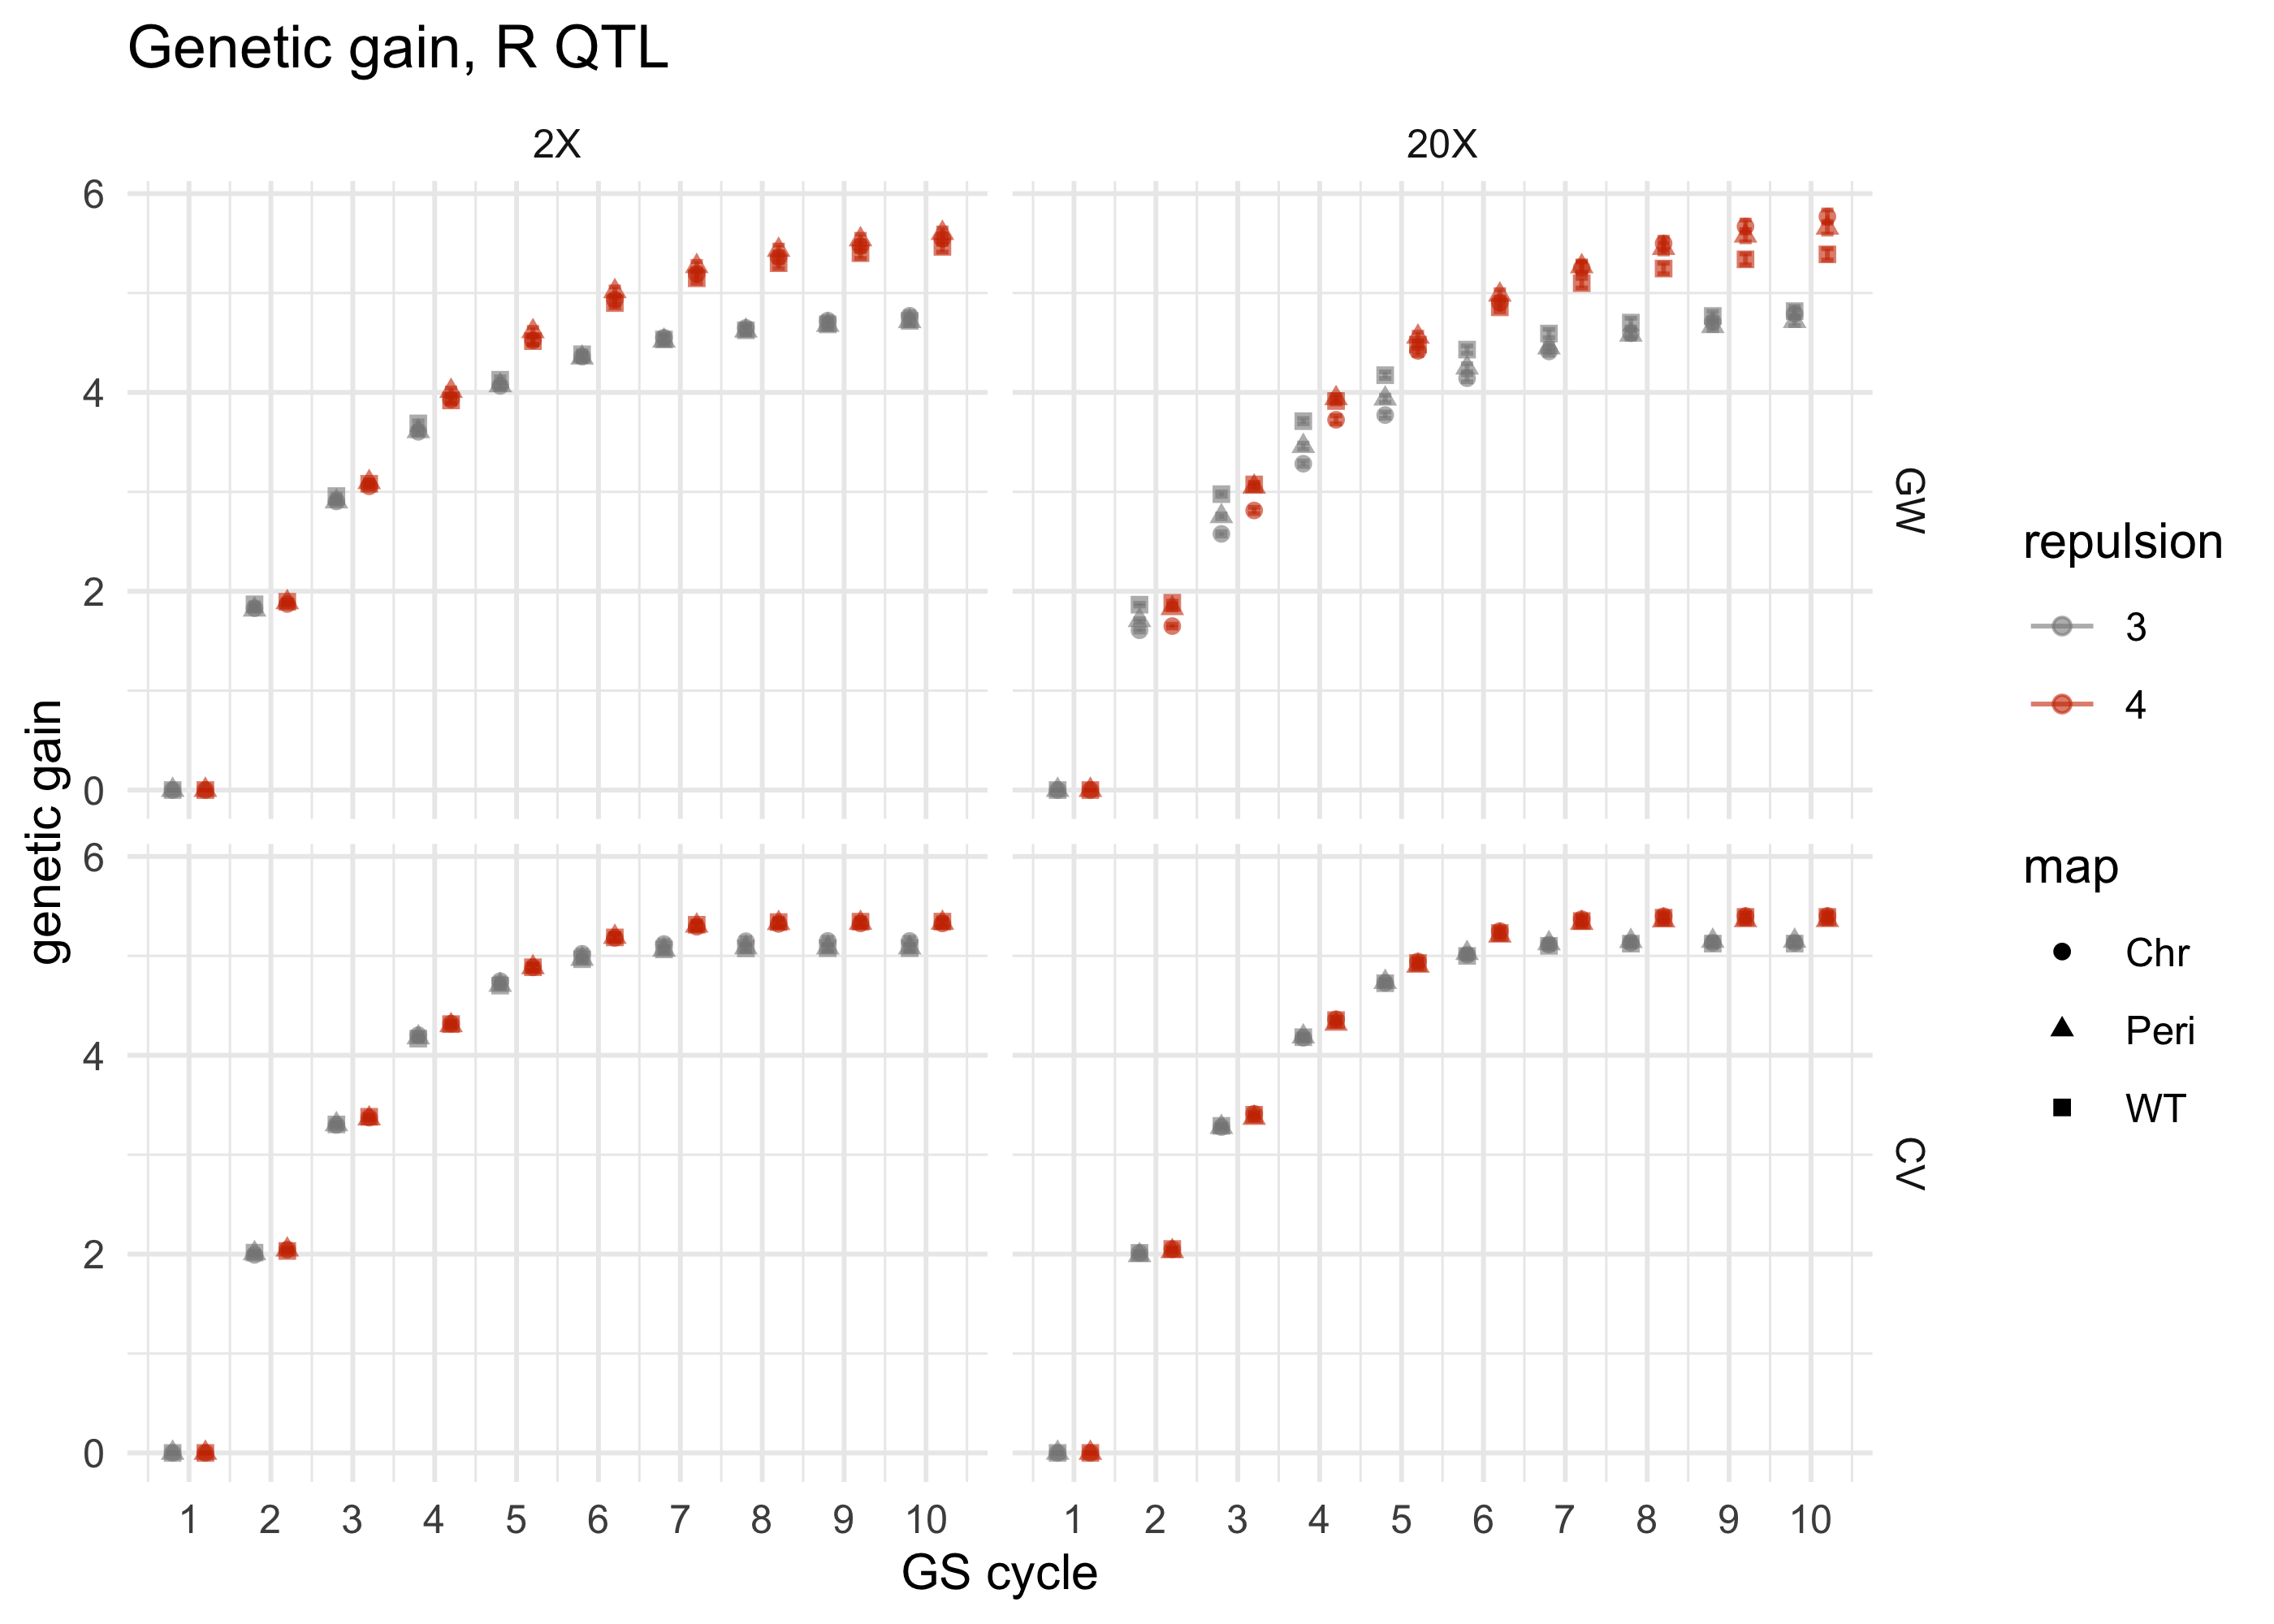 Genetic gain, R QTL
2X
20X
6
4
2
0
GW
6
4
2
0
CV
genetic gain
1 2 3 4 5 6 7 8 9 10
1 2 3 4 5 6 7 8 9 10
GS cycle
repulsion
3
4
map
Chr
Peri
WT